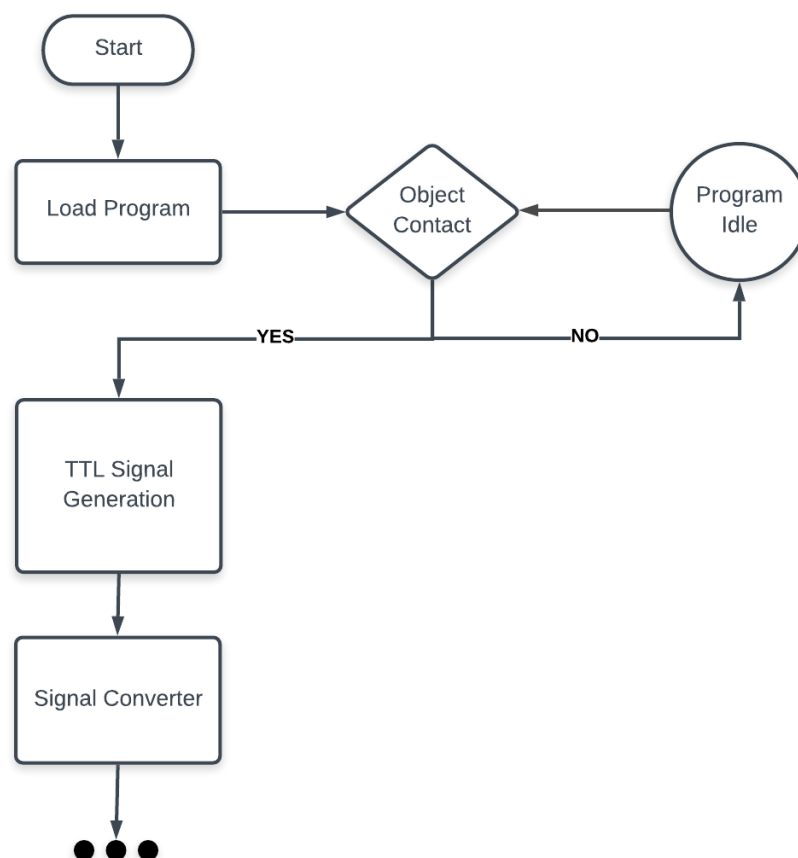 Start
Load Program
Object
Contact
Program
Idle
YES
NO
TTL Signal
Generation
Signal Converter